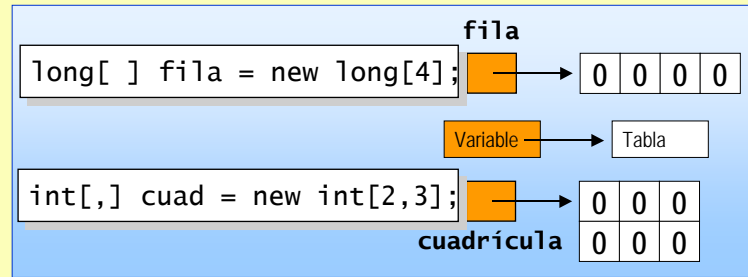 fila
long[ ] fila = new long[4];
0 0 0 0
Variable
Tabla
int[,] cuad = new int[2,3];
0 0 0
0 0 0
cuadrícula